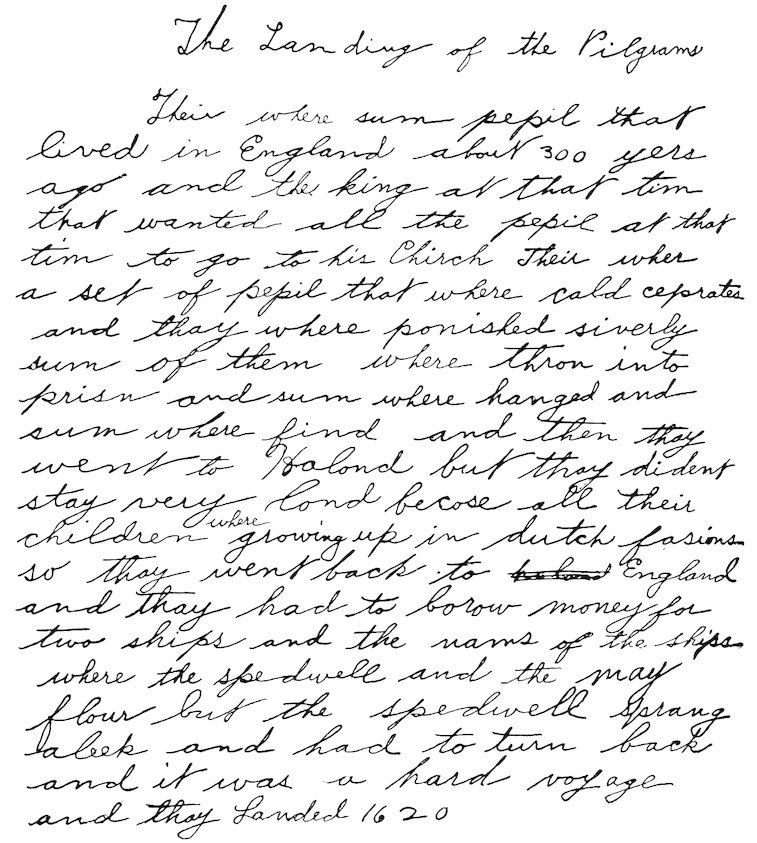 The Landing of the Pilgrams
Their where sum pepil that
lived in England about 300 yers
ago and the king at that tim
that wanted all the pepil at that
tim to go to his Chirch Their wher
a set of pepil that where cald ceprates
and thay where ponished siverly
sum of them where thron into
prisn and sum where hanged and
sum where find and then thay
went to Halond but thay dident
stay very lond becose all their
children where growing up in dutch fasions
so thay went back to England
and thay had to borow money for
two ships and the nams of the ships
where the spedwell and the may
flour but the spedwell sprang
aleek and had to turn back
and it was a hard voyage
and thay Landed 1620